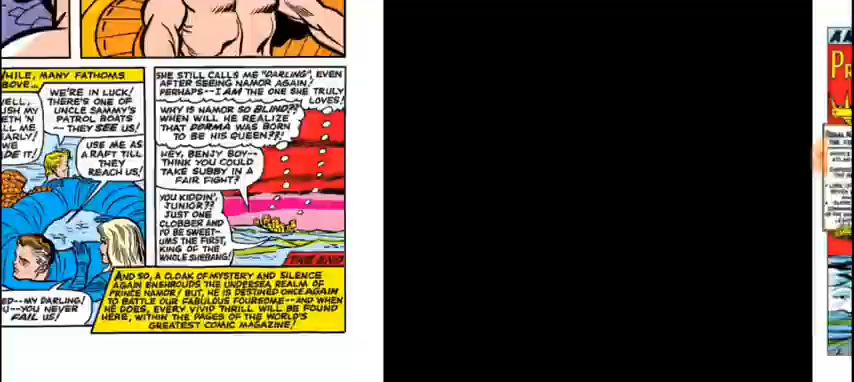 HILE, MANY FATHOMS
BOVE...
WE'RE IN LUCK!
THERE'S ONE OF
UNCLE SAMMY'S
PATROL BOATS
-- THEY SEE US!
ELL,
USH MY
ETH 'N
LL ME
EARLY!
WE
DE IT!
USE ME AS
A RAFT TILL
THEY
REACH US!
ED--MY DARLING!
U--YOU NEVER
FAIL US!
SHE STILL CALLS ME "DARLING", EVEN
AFTER SEEING NAMOR AGAIN!
PERHAPS--I AM THE ONE SHE TRULY
LOVES!
WHY IS NAMOR SO BLIND?!
WHEN WILL HE REALIZE
THAT DORMA WAS BORN
TO BE HIS QUEEN??!
HEY, BENJY BOY--
THINK YOU COULD
TAKE SUBBY IN A
FAIR FIGHT?
YOU KIDDIN',
JUNIOR??
JUST ONE
CLOBBER AND
I'D BE SWEET-
UMS THE FIRST,
KING OF THE
WHOLE SHEBANG!
THE END
AND SO, A CLOAK OF MYSTERY AND SILENCE
AGAIN ENSHROUDS THE UNDERSEA REALM OF
PRINCE NAMOR! BUT, HE IS DESTINED ONCE AGAIN
TO BATTLE OUR FABULOUS FOURSOME--AND WHEN
HE DOES, EVERY VIVID THRILL WILL BE FOUND
HERE, WITHIN THE PAGES OF THE WORLD'S
GREATEST COMIC MAGAZINE!